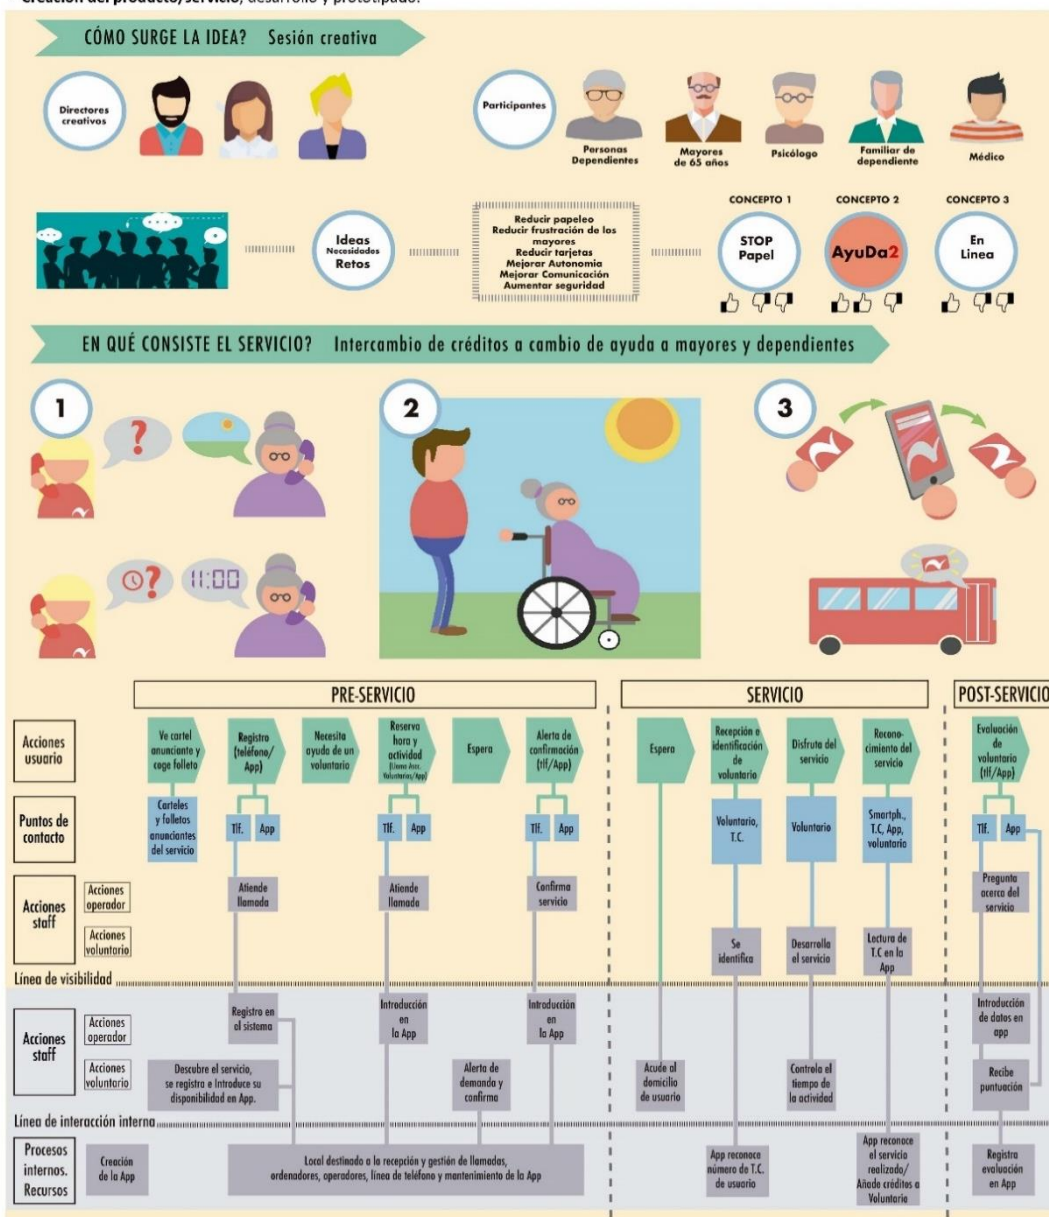 Creación del producto/servicio, desarrollo y prototipado.
CÓMO SURGE LA IDEA? Sesión creativa
Directores
creativos
Participantes
Personas
Dependientes
Mayores
de 65 años
Psicólogo
Familiar de
dependiente
Médico
Ideas
Necesidades
Retos
Reducir papeleo
Reducir frustración de los
mayores
Reducir tarjetas
Mejorar Autonomia
Mejorar Comunicación
Aumentar seguridad
CONCEPTO 1
STOP
Papel
CONCEPTO 2
AyuDa2
CONCEPTO 3
En
Linea
EN QUÉ CONSISTE EL SERVICIO? Intercambio de créditos a cambio de ayuda a mayores y dependientes
1
?
?
11:00
2
3
PRE-SERVICIO
SERVICIO
POST-SERVICIO
Acciones
usuario
Ve cartel
anunciante y
coge folleto
Registro
(teléfono/
App)
Necesita
ayuda de un
voluntario
Reserva
hora y
actividad
(Llama Asoc.
Voluntarios/App)
Espera
Alerta de
confirmación
(tlf/App)
Espera
Recepción e
identificación
de
voluntario
Disfruta del
servicio
Recono-
cimiento del
servicio
Evaluación
de
voluntario
(tlf/App)
Puntos de
contacto
Carteles
y folletos
anunciantes
del servicio
Tlf.
App
Tlf.
App
Tlf.
App
Voluntario,
T.C.
Voluntario
Smartph.,
T.C, App,
voluntario
Tlf.
App
Acciones
staff
Acciones
operador
Acciones
voluntario
Atiende
llamada
Atiende
llamada
Confirma
servicio
Pregunta
acerca del
servicio
Se
identifica
Desarrolla
el servicio
Lectura de
T.C en la
App
Línea de visibilidad
Acciones
staff
Acciones
operador
Acciones
voluntario
Registro en
el sistema
Introducción
en
la App
Introducción
en
la App
Introducción
de datos en
app
Descubre el servicio,
se registra e Introduce su
disponibilidad en App.
Alerta de
demanda y
confirma
Acude al
domicilio
de usuario
Controla el
tiempo de
la actividad
Recibe
puntuación
Línea de interacción interna
Procesos
internos.
Recursos
Creación
de la App
Local destinado a la recepción y gestión de llamadas,
ordenadores, operadores, línea de teléfono y mantenimiento de la App
App reconoce
número de T.C.
de usuario
App reconoce
el servicio
realizado/
Añade créditos a
Voluntario
Registra
evaluación
en App